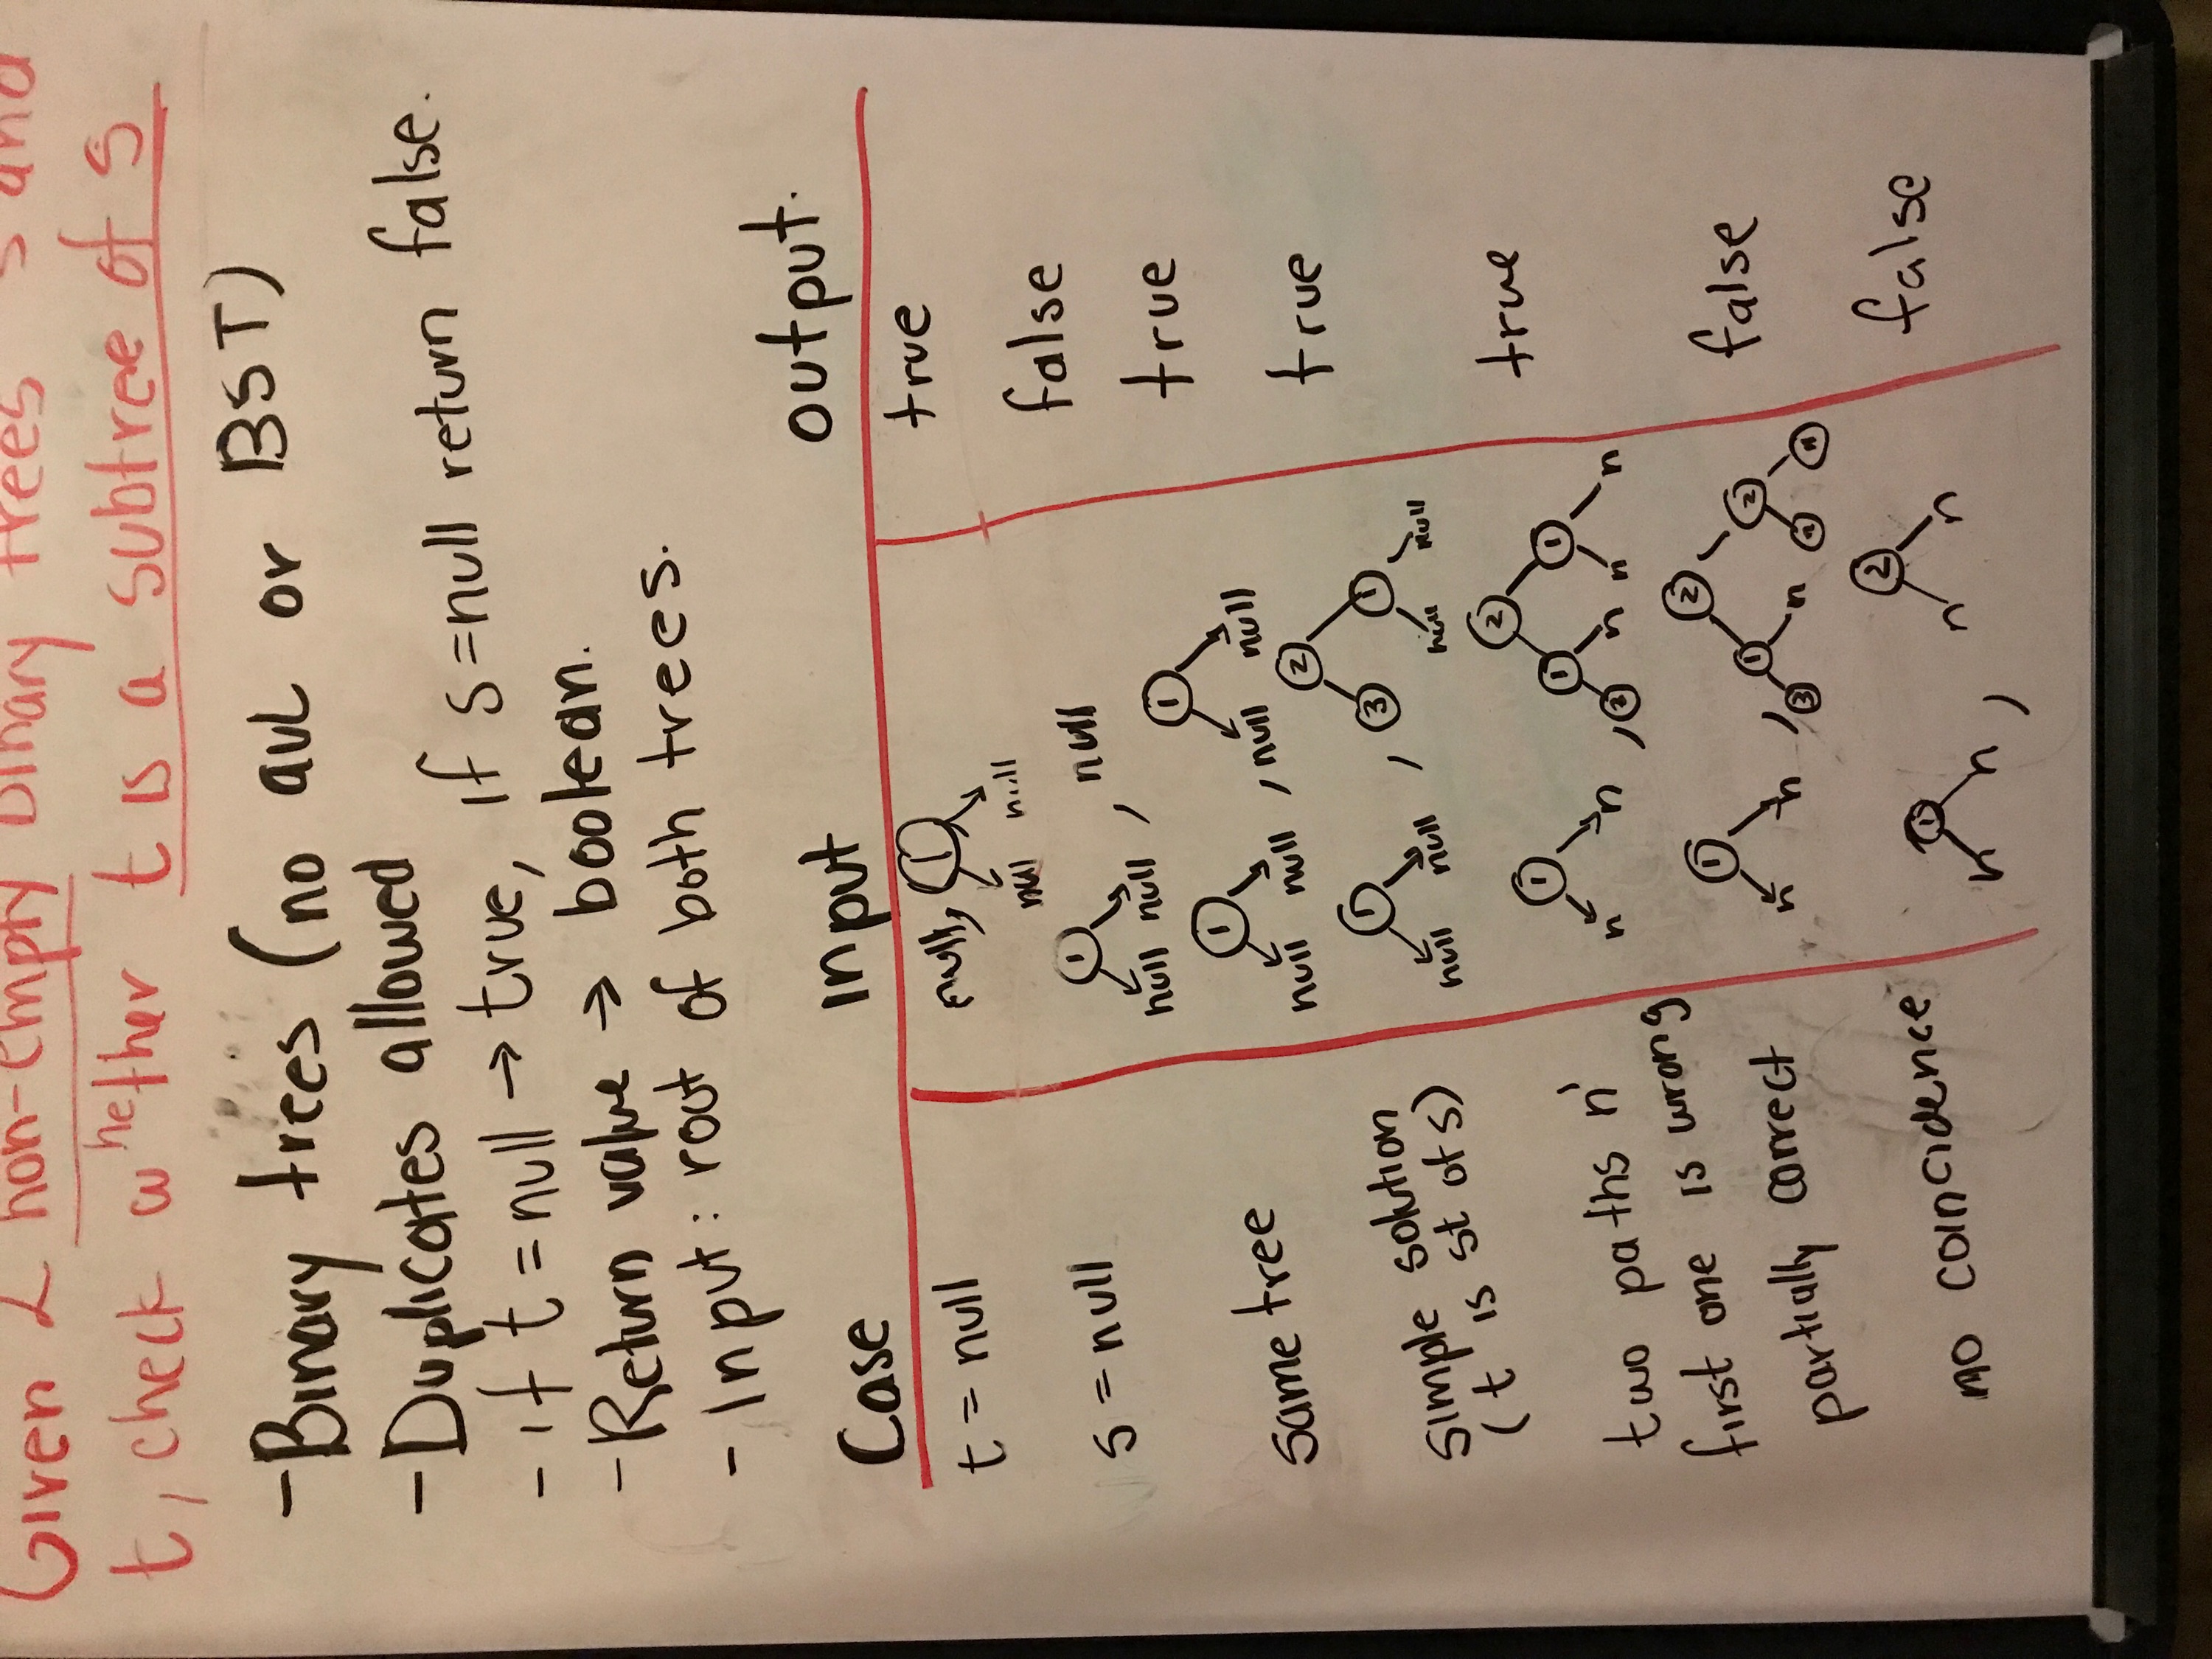 Given 2 non-empty binary trees s and
t, check whether t is a subtree of s
- Binary trees (no avl or BST)
- Duplicates allowed
- if t = null → true, if s = null return false.
- Return value → boolean.
- Input: root of both trees.
Case Input output.
t = null null, 1 true
null null
s = null 1 false
null null , null
same tree 1 1 true
null null , null null
simple solution 1 2 true
(t is st of s) null null , 3 1
null null
two paths n' 1 2 true
first one is wrong n n , 1 1
n n n
partially correct 1 2 false
n n , 1 2
3 n
no coincidence 1 2 false
n n , n n